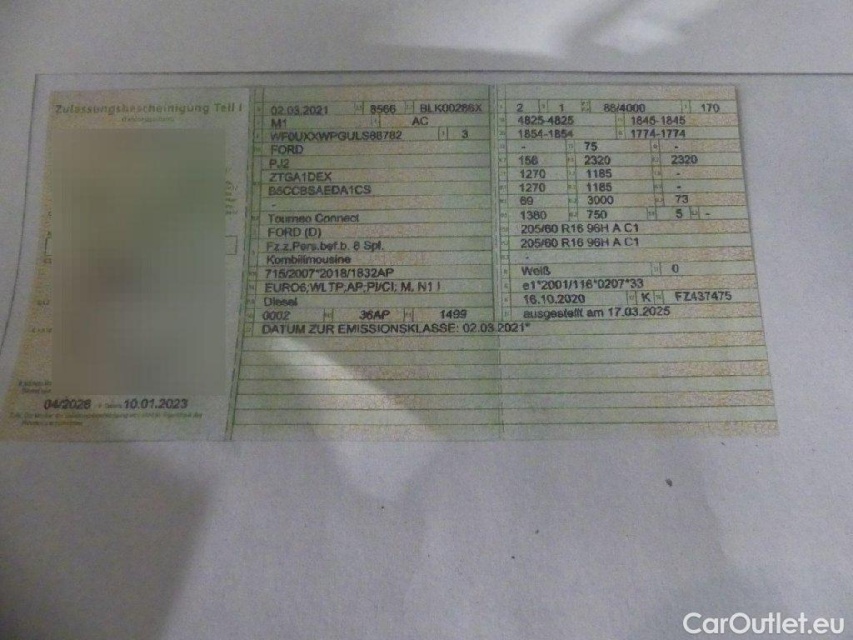 Zulassungsbescheinigung Teil I
04/2026 10.01.2023
02.03.2021 8566 BLK00286X
M1 AC
3
FORD
PJ2
ZTGA1DEX
B5CCBSAEDA1CS
-
Tourneo Connect
FORD (D)
Fz.z.Pers.bef.b. 8 Spl.
Kombilimousine
715/2007*2018/1832AP
EURO6;WLTP;AP;PI/CI; M, N1 I
Diesel
0002 36AP 1499
DATUM ZUR EMISSIONSKLASSE: 02.03.2021*
2 1 88/4000 170
4825-4825 1845-1845
1854-1854 1774-1774
- 75 -
158 2320 2320
1270 1185 -
1270 1185 -
69 3000 73
1380 750 5 -
205/60 R16 96H A C1
205/60 R16 96H A C1
-
Weiß 0
e1*2001/116*0207*33
16.10.2020 K FZ437475
ausgestellt am 17.03.2025
CarOutlet.eu